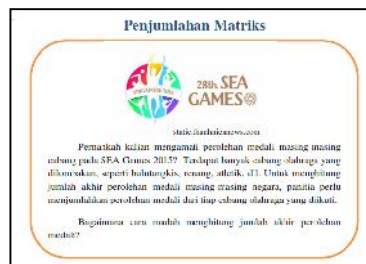 Penjumlahan Matriks
28th SEA
GAMES
Pernahkah kalian mengamati perolehan medali masing-masing
cabang pada SEA Games 2015? Terdapat banyak cabang olahraga yang
dilombakan, seperti bulutangkis, renang, atletik, dll. Untuk menghitung
jumlah akhir perolehan medali masing-masing negara, panitia perlu
menjumlahkan perolehan medali dari tiap cabang olahraga yang diikuti.
Bagaimana cara mudah menghitung jumlah akhir perolehan
medali?